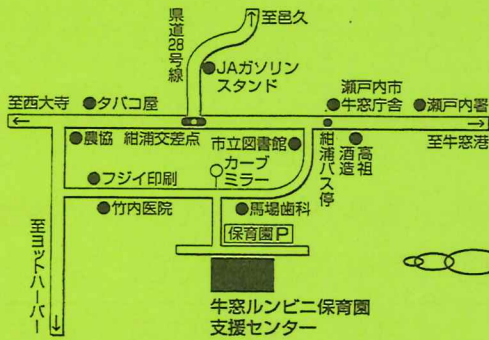 至邑久
県道28号線
JAガソリン
スタンド
至西大寺
タバコ屋
瀬戸内市
牛窓庁舎
瀬戸内署
農協
紺浦交差点
市立図書館
紺浦バス停
高祖
酒造
至牛窓港
フジイ印刷
カーブ
ミラー
竹内医院
馬場歯科
保育園P
至ヨットハーバー
牛窓ルンビニ保育園
支援センター